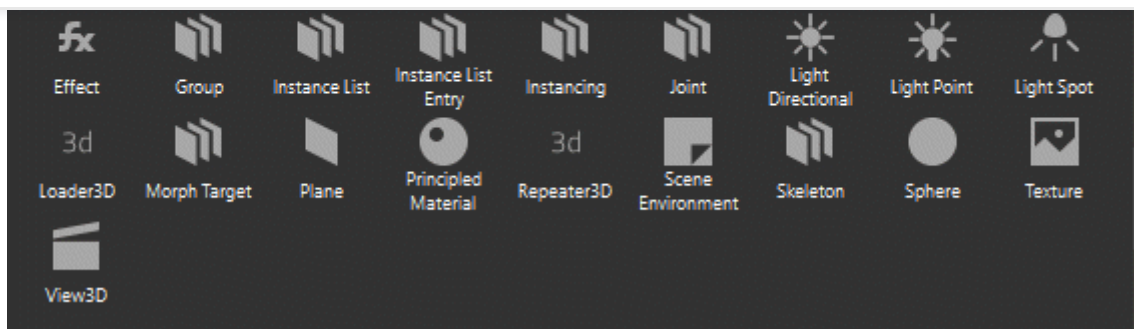 fx
Effect
Group
Instance List
Instance List
Entry
Instancing
Joint
Light
Directional
Light Point
Light Spot
3d
Loader3D
Morph Target
Plane
Principled
Material
3d
Repeater3D
Scene
Environment
Skeleton
Sphere
Texture
View3D